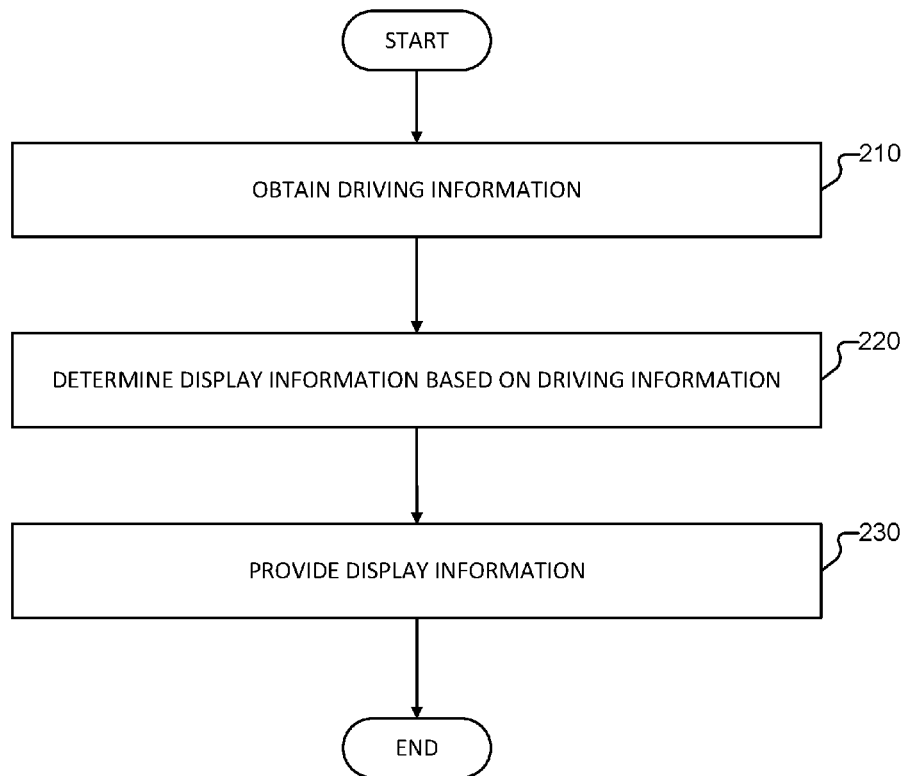 START
210
OBTAIN DRIVING INFORMATION
220
DETERMINE DISPLAY INFORMATION BASED ON DRIVING INFORMATION
230
PROVIDE DISPLAY INFORMATION
END